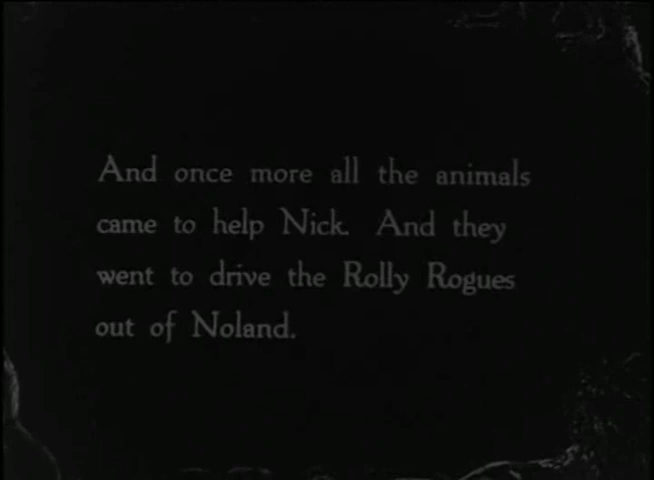 And once more all the animals
came to help Nick. And they
went to drive the Rolly Rogues
out of Noland.